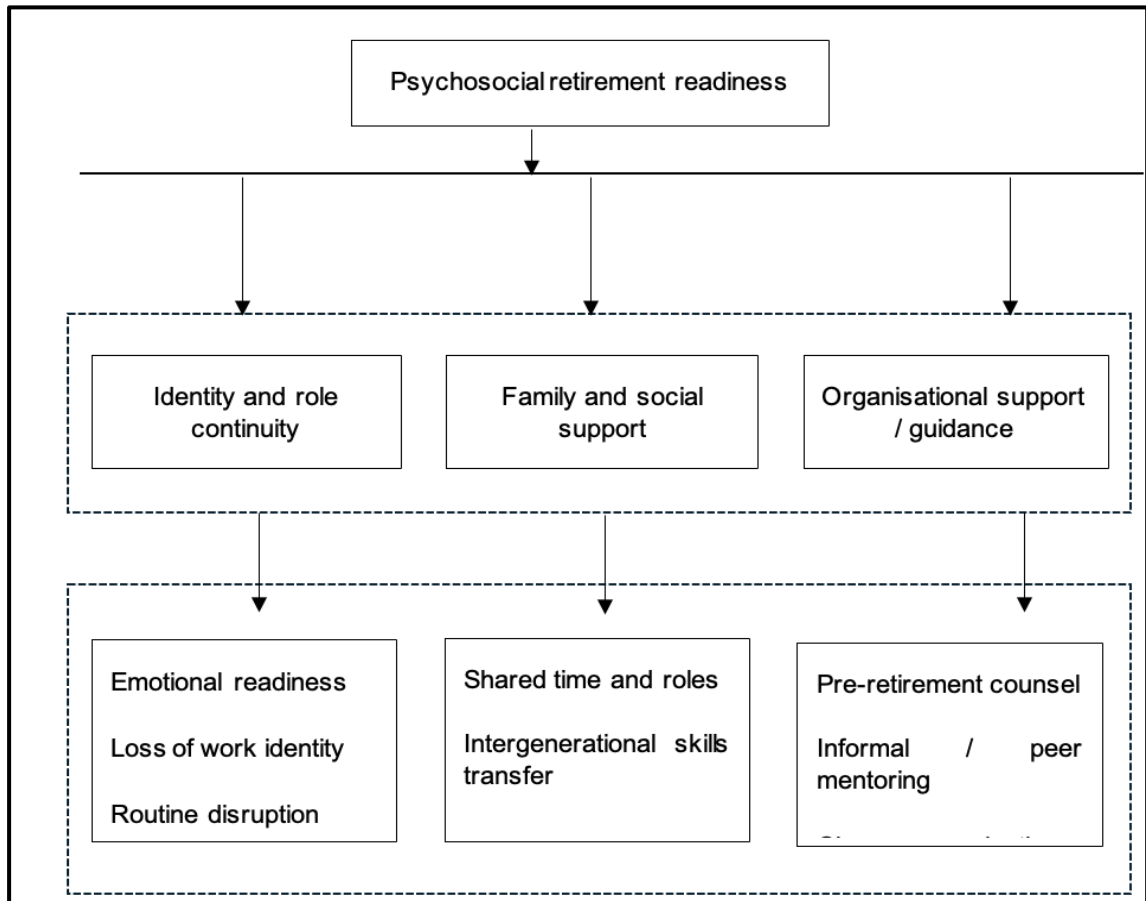 Psychosocial retirement readiness
Identity and role
continuity
Family and social
support
Organisational support
/ guidance
Emotional readiness
Loss of work identity
Routine disruption
Shared time and roles
Intergenerational skills
transfer
Pre-retirement counsel
Informal / peer
mentoring